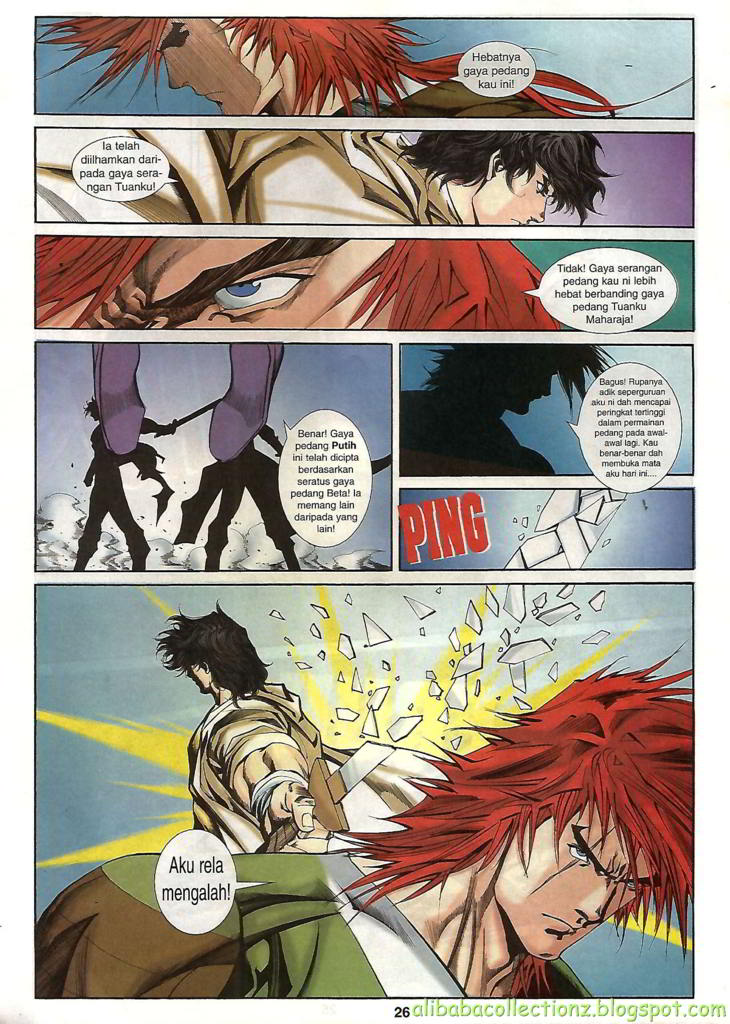 Hebatnya
gaya pedang
kau ini!
Ia telah
diilhamkan dari-
pada gaya sera-
ngan Tuanku!
Tidak! Gaya serangan
pedang kau ni lebih
hebat berbanding gaya
pedang Tuanku
Maharaja!
Benar! Gaya
pedang Putih
ini telah dicipta
berdasarkan
seratus gaya
pedang Beta! Ia
memang lain
daripada yang
lain!
Bagus! Rupanya
adik seperguruan
aku ni dah mencapai
peringkat tertinggi
dalam permainan
pedang pada awal-
awal lagi. Kau
benar-benar dah
membuka mata
aku hari ini....
PING
Aku rela
mengalah!
26
alibabacollectionz.blogspot.com